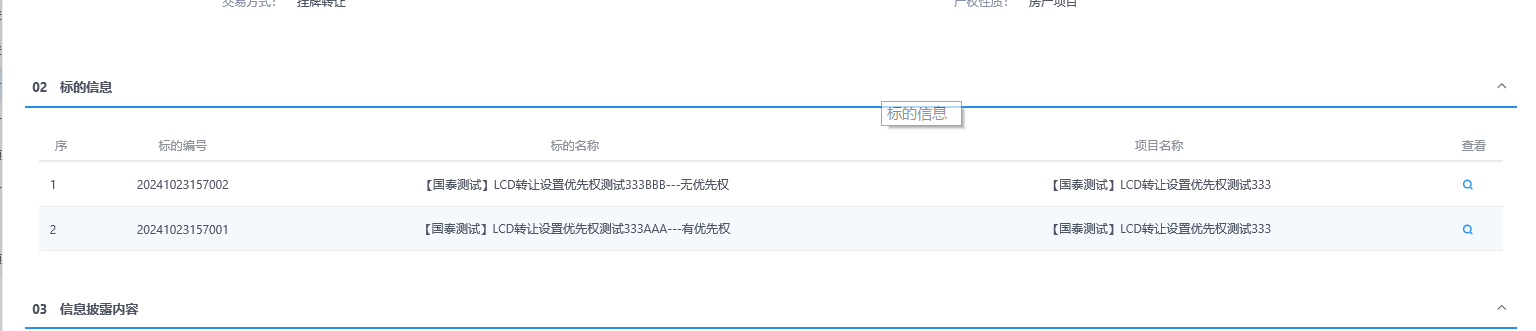 交易方式： 挂牌转让 产权性质： 房产项目
02 标的信息
标的信息
序 标的编号 标的名称 项目名称 查看
1 20241023157002 【国泰测试】LCD转让设置优先权测试333BBB---无优先权 【国泰测试】LCD转让设置优先权测试333
2 20241023157001 【国泰测试】LCD转让设置优先权测试333AAA---有优先权 【国泰测试】LCD转让设置优先权测试333
03 信息披露内容